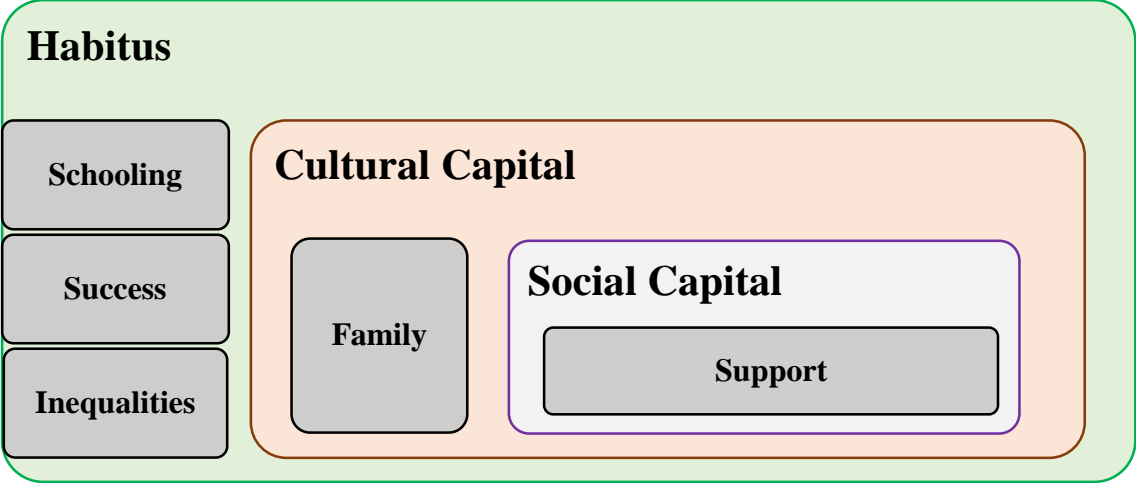 Habitus
Schooling
Success
Inequalities
Cultural Capital
Family
Social Capital
Support